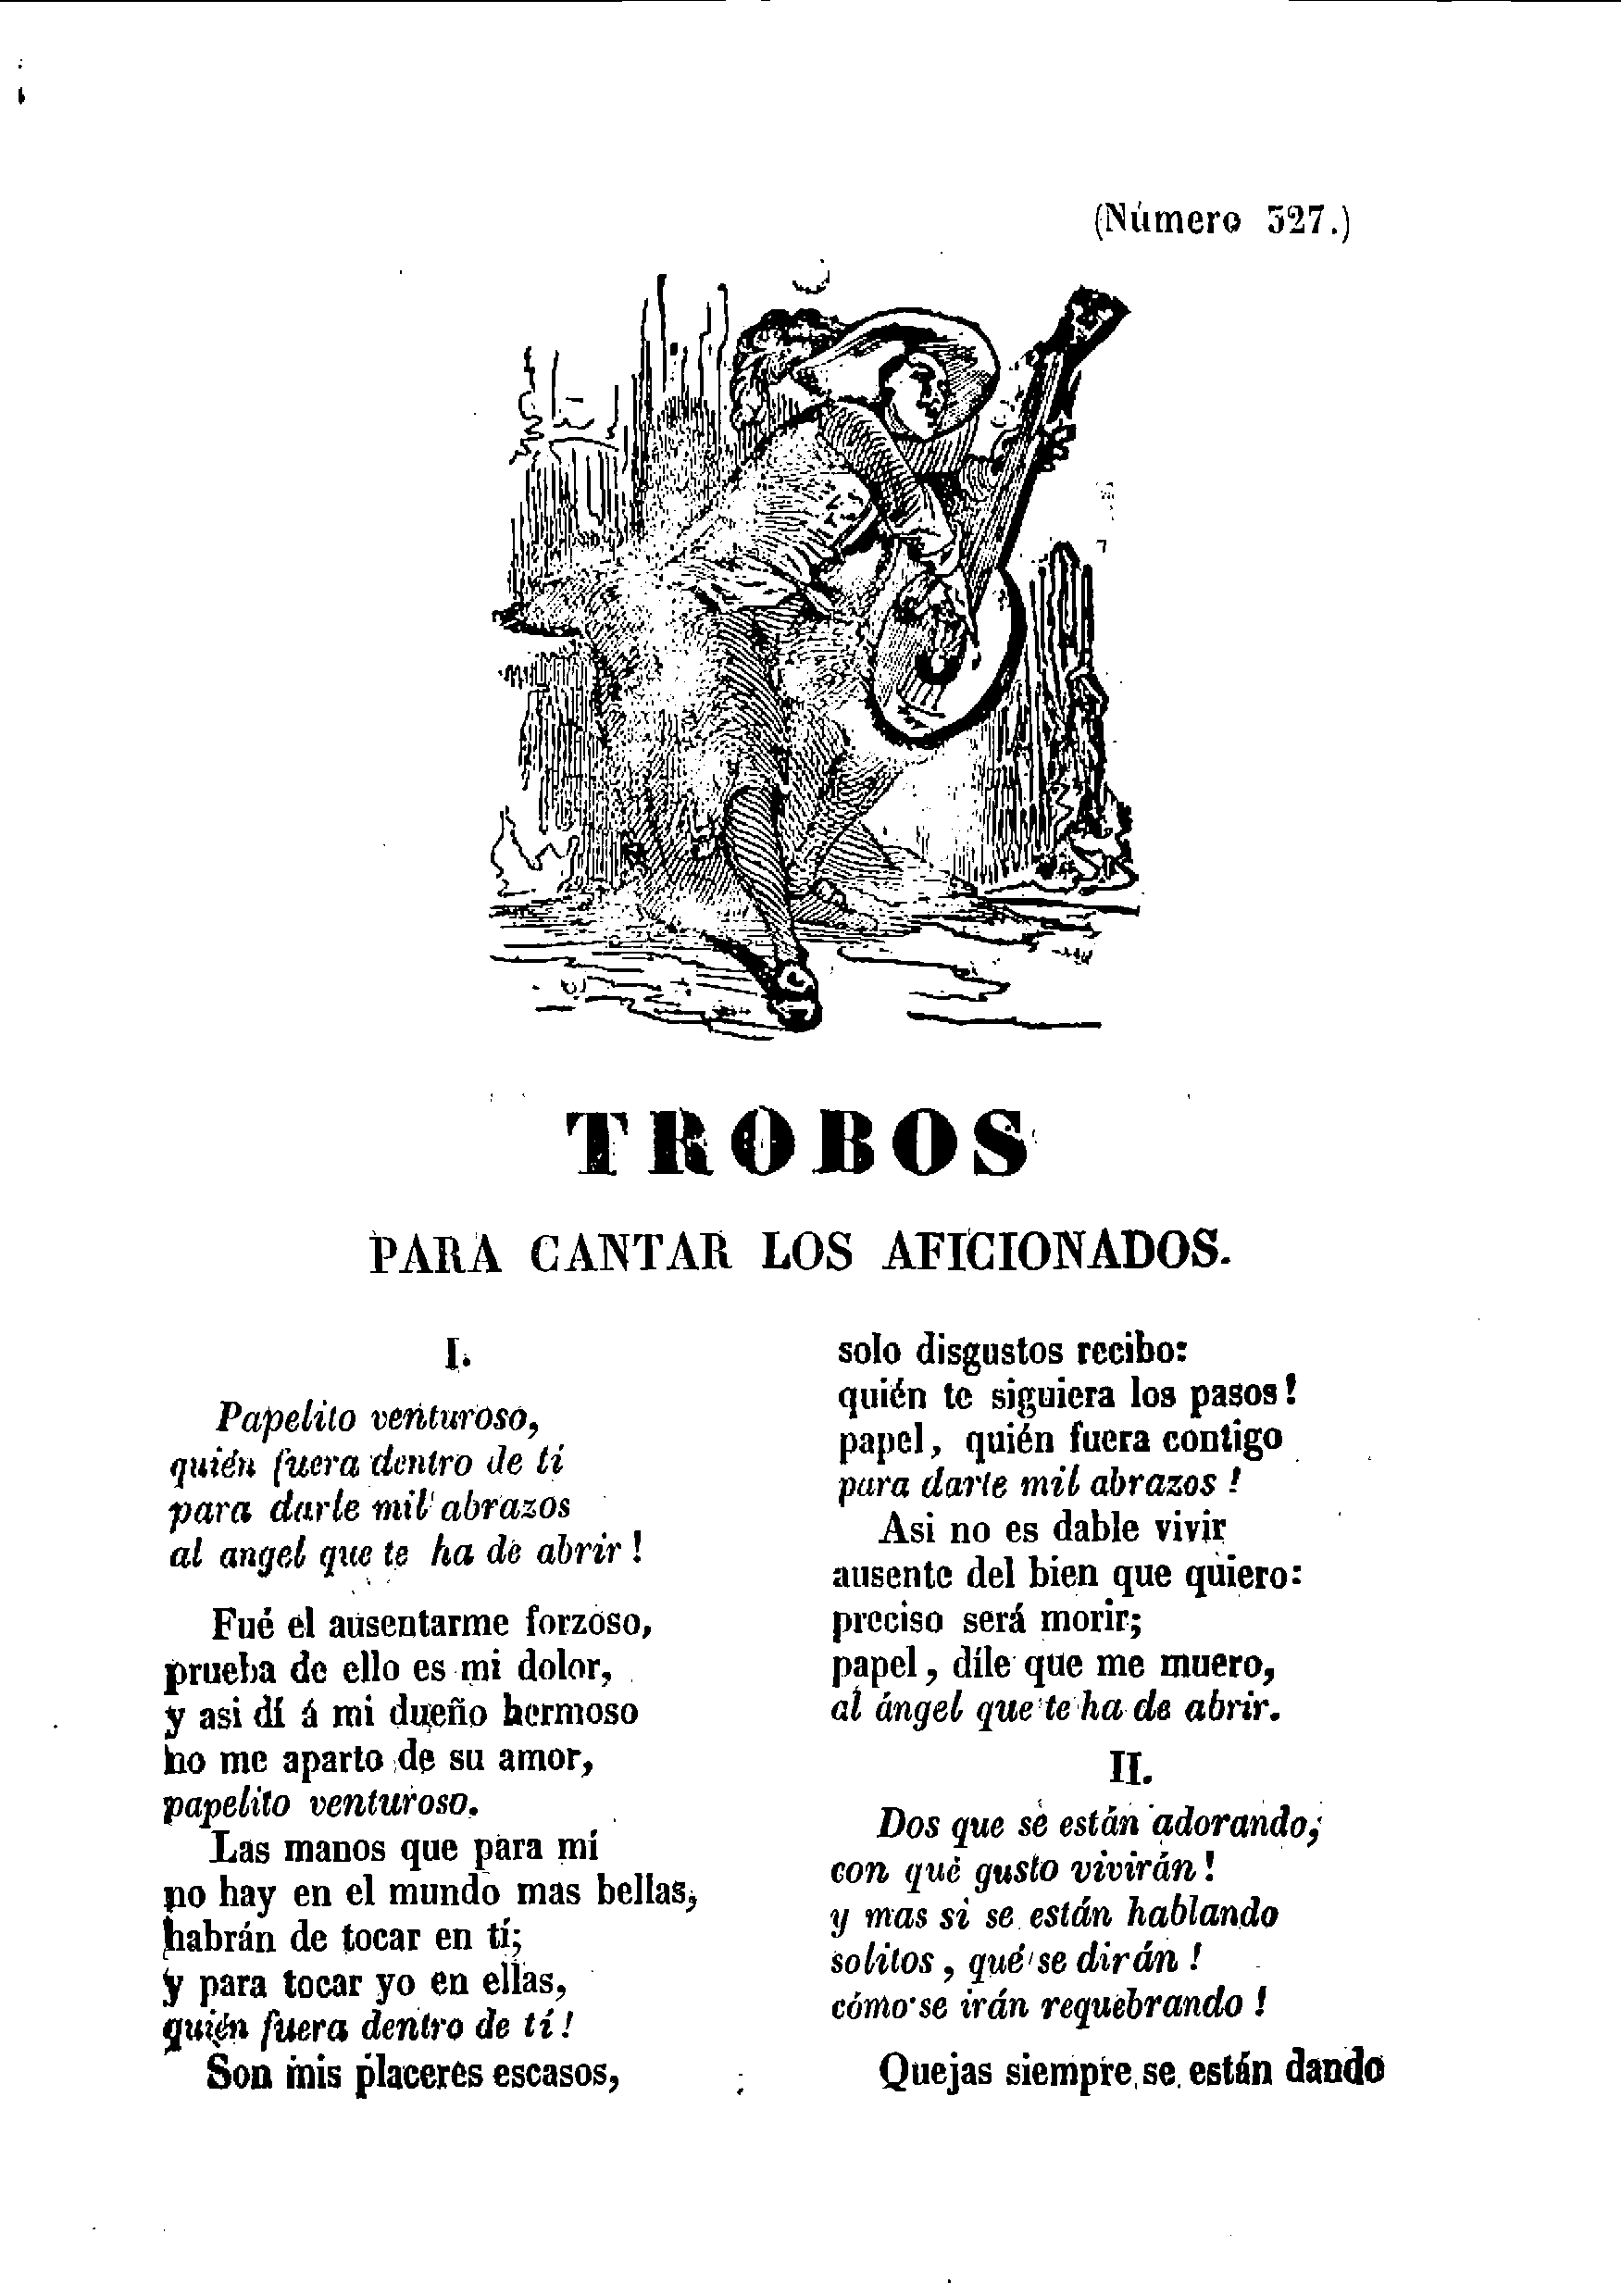 (Número 327.)
TROBOS
PARA CANTAR LOS AFICIONADOS.
I.
Papelito venturoso,
quién fuera dentro de tí
para darle mil abrazos
al angel que te ha de abrir!
Fué el ausentarme forzoso,
prueba de ello es mi dolor,
y asi dí á mi dueño hermoso
no me aparto de su amor,
papelito venturoso.
Las manos que para mí
no hay en el mundo mas bellas,
habrán de tocar en tí;
y para tocar yo en ellas,
quién fuera dentro de tí!
Son mis placeres escasos,
solo disgustos recibo:
quién te siguiera los pasos!
papel, quién fuera contigo
para darle mil abrazos!
Asi no es dable vivir
ausente del bien que quiero:
preciso será morir;
papel, díle que me muero,
al ángel que te ha de abrir.
II.
Dos que se están adorando,
con qué gusto vivirán!
y mas si se están hablando
solitos, qué se dirán!
cómo se irán requebrando!
Quejas siempre se están dando